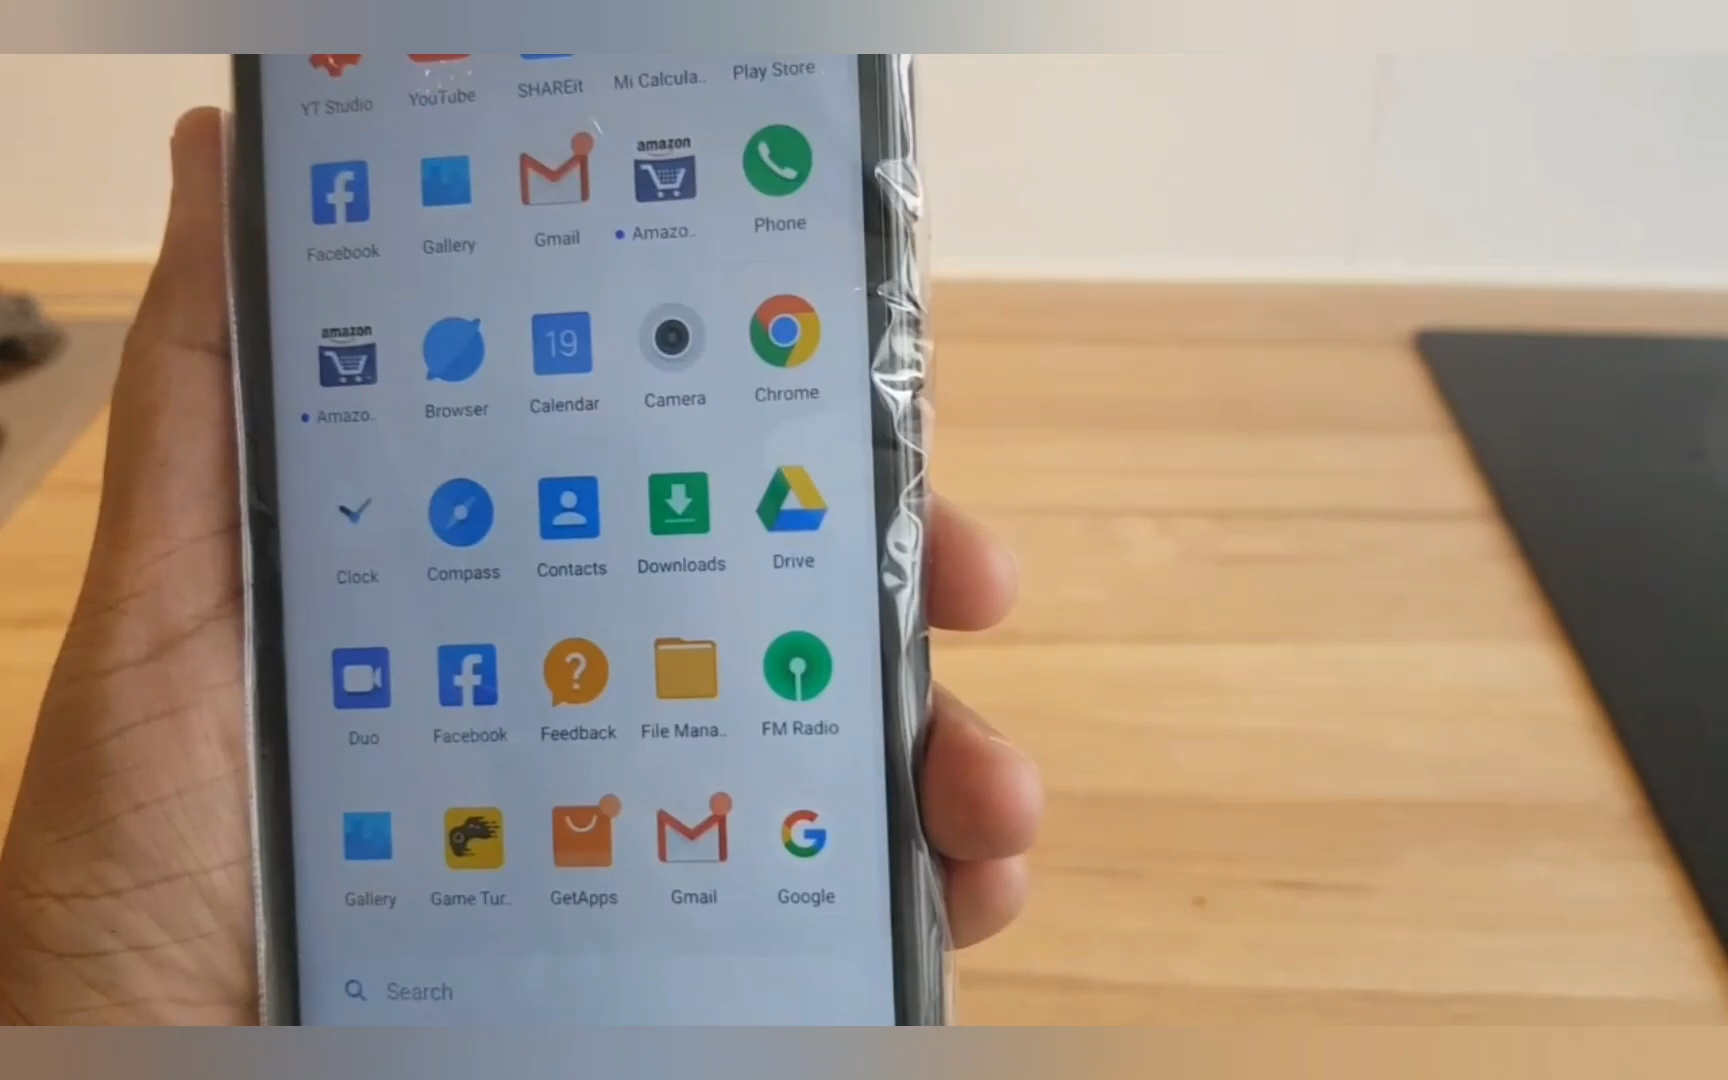 YT Studio YouTube SHAREit Mi Calcula.. Play Store
amazon
Facebook Gallery Gmail Amazo.. Phone
amazon 19
Amazo.. Browser Calendar Camera Chrome
Clock Compass Contacts Downloads Drive
Duo Facebook Feedback File Mana.. FM Radio
Gallery Game Tur.. GetApps Gmail Google
Search